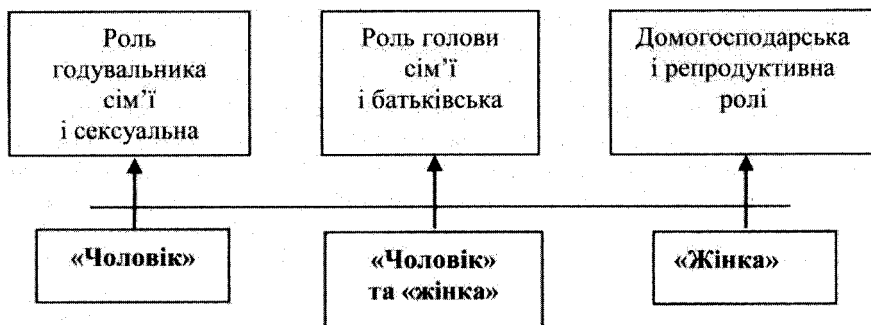 Роль
годувальника
сім’ї
і сексуальна
Роль голови
сім’ї
і батьківська
Домогосподарська
і репродуктивна
ролі
«Чоловік»
«Чоловік»
та «жінка»
«Жінка»